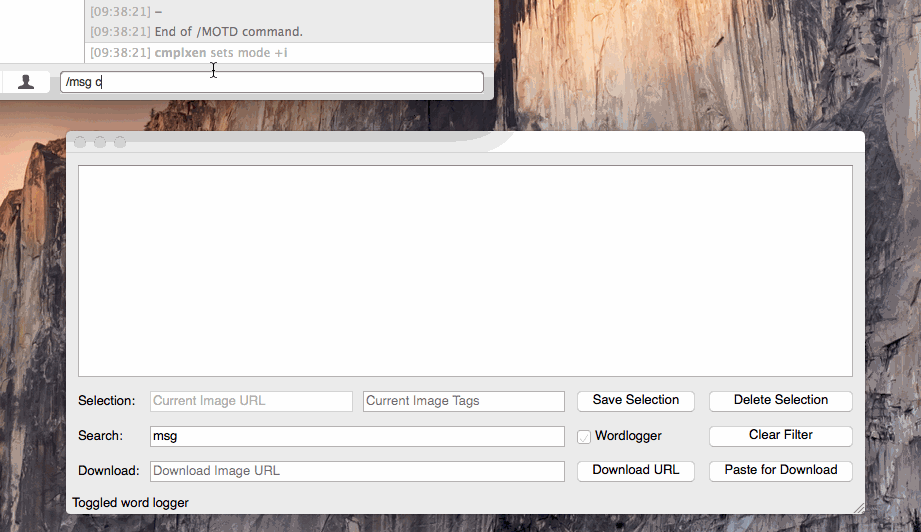 [09:38:21] –
[09:38:21] End of /MOTD command.
[09:38:21] cmplxen sets mode +i
/msg c
Selection: Current Image URL Current Image Tags Save Selection Delete Selection
Search: msg Wordlogger Clear Filter
Download: Download Image URL Download URL Paste for Download
Toggled word logger